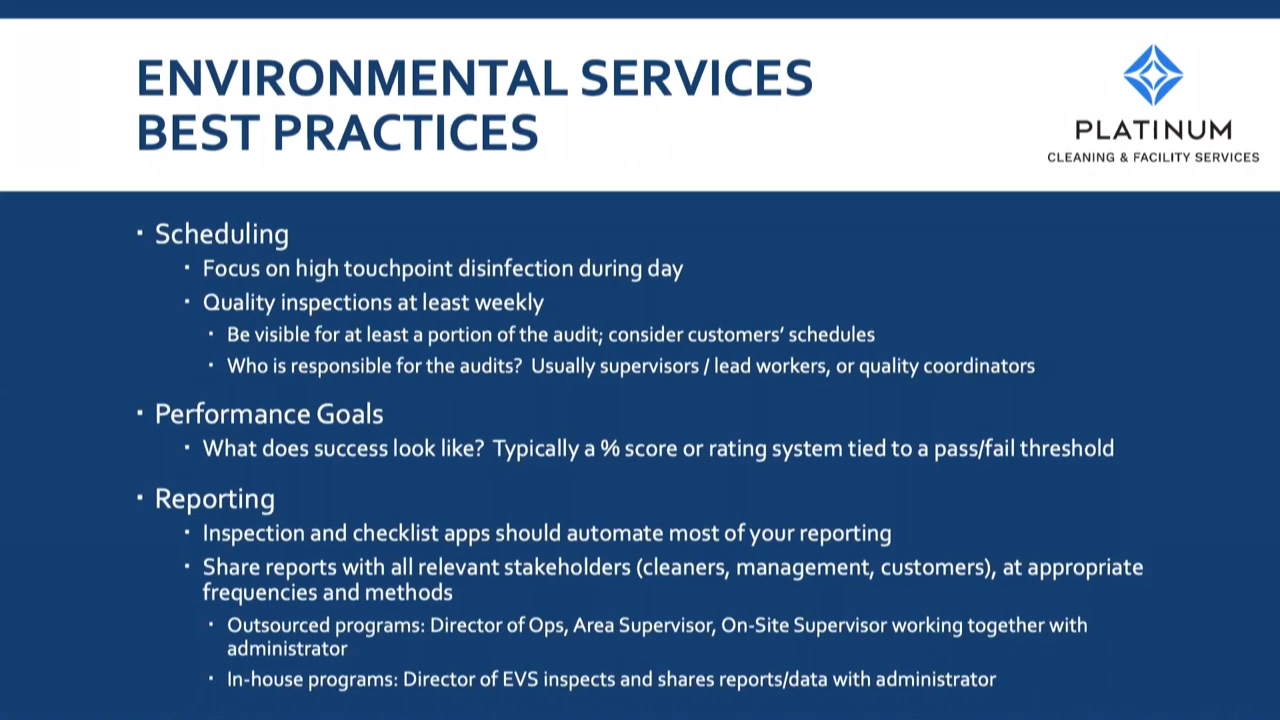 ENVIRONMENTAL SERVICES
BEST PRACTICES
PLATINUM
CLEANING & FACILITY SERVICES
▪ Scheduling
▪ Focus on high touchpoint disinfection during day
▪ Quality inspections at least weekly
▪ Be visible for at least a portion of the audit; consider customers’ schedules
▪ Who is responsible for the audits?  Usually supervisors / lead workers, or quality coordinators
▪ Performance Goals
▪ What does success look like?  Typically a % score or rating system tied to a pass/fail threshold
▪ Reporting
▪ Inspection and checklist apps should automate most of your reporting
▪ Share reports with all relevant stakeholders (cleaners, management, customers), at appropriate
frequencies and methods
▪ Outsourced programs: Director of Ops, Area Supervisor, On-Site Supervisor working together with
administrator
▪ In-house programs: Director of EVS inspects and shares reports/data with administrator